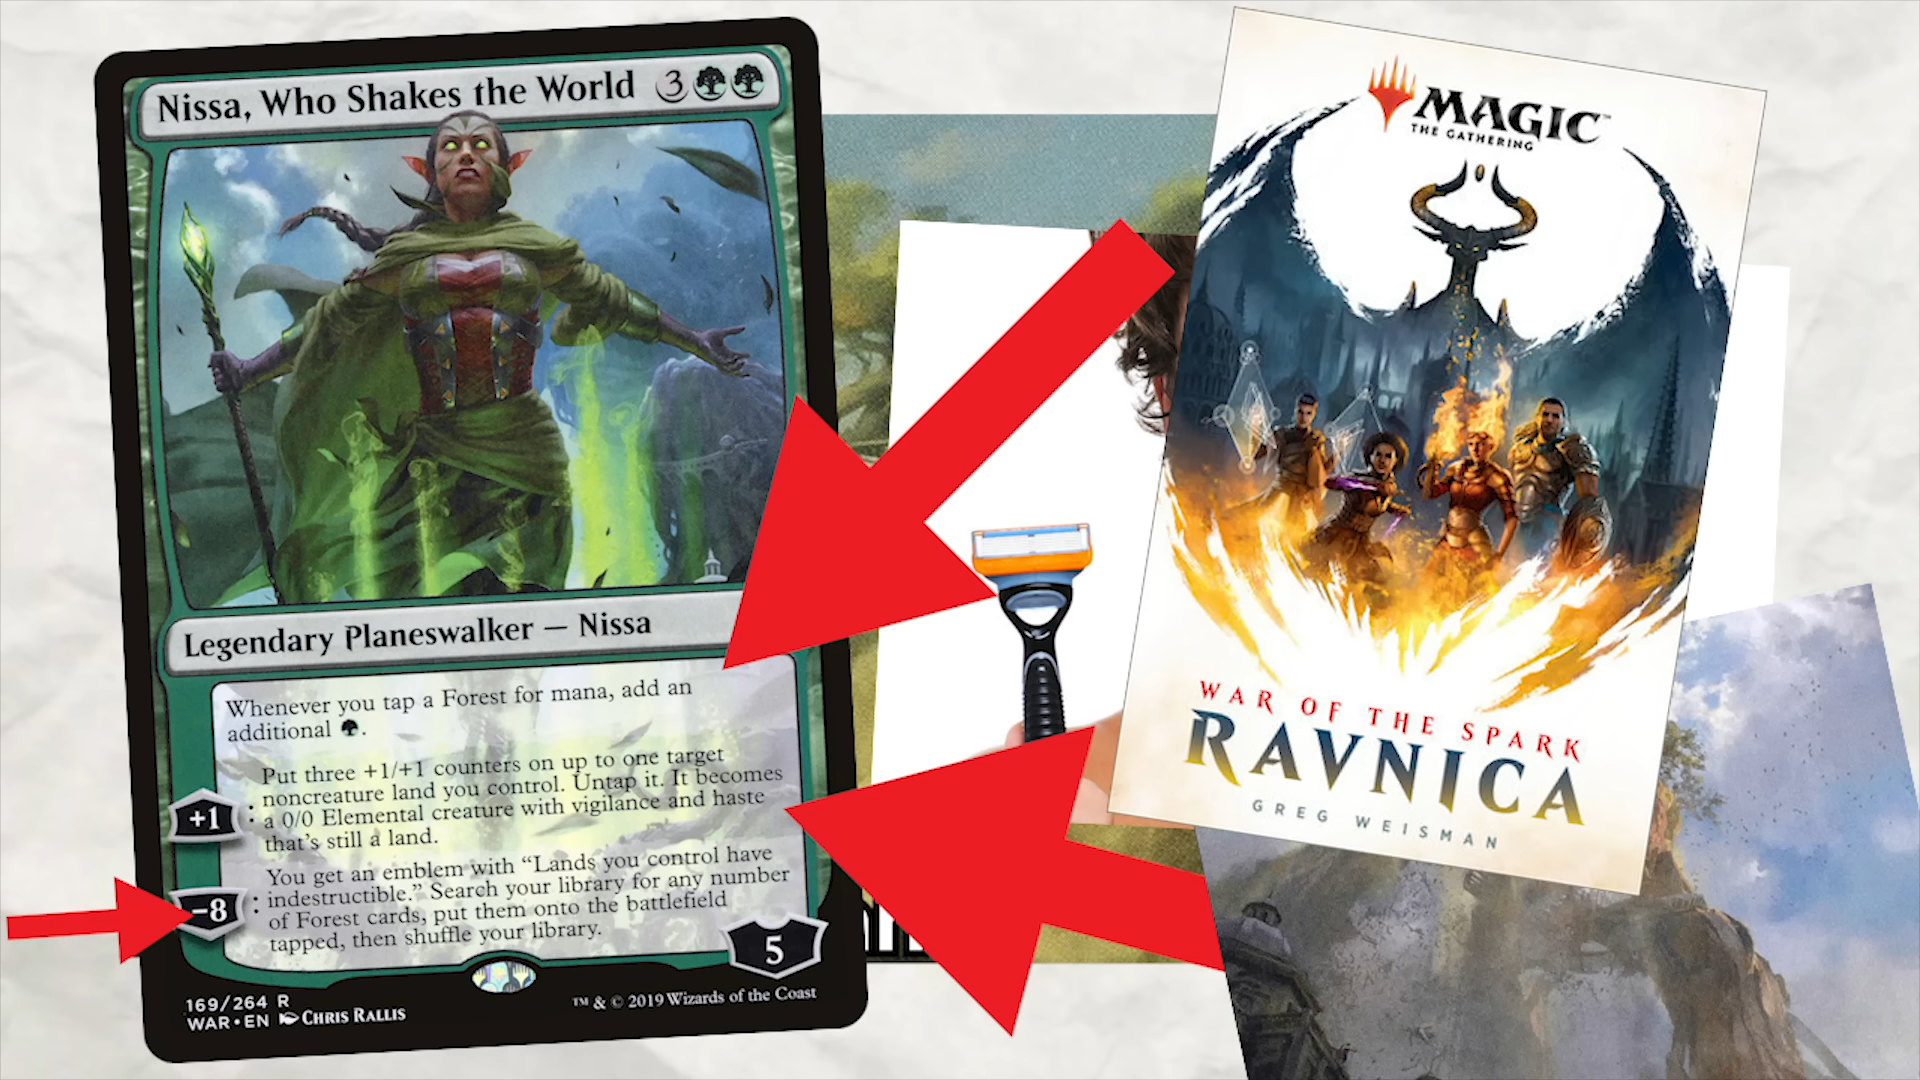 Nissa, Who Shakes the World 3
Legendary Planeswalker — Nissa
Whenever you tap a Forest for mana, add an
additional .
+1 : Put three +1/+1 counters on up to one target
noncreature land you control. Untap it. It becomes
a 0/0 Elemental creature with vigilance and haste
that's still a land.
-8 : You get an emblem with “Lands you control have
indestructible.” Search your library for any number
of Forest cards, put them onto the battlefield
tapped, then shuffle your library.
5
169/264 R
WAR • EN CHRIS RALLIS
™ & © 2019 Wizards of the Coast
MAGIC™
THE GATHERING
WAR OF THE SPARK
RAVNICA
GREG WEISMAN